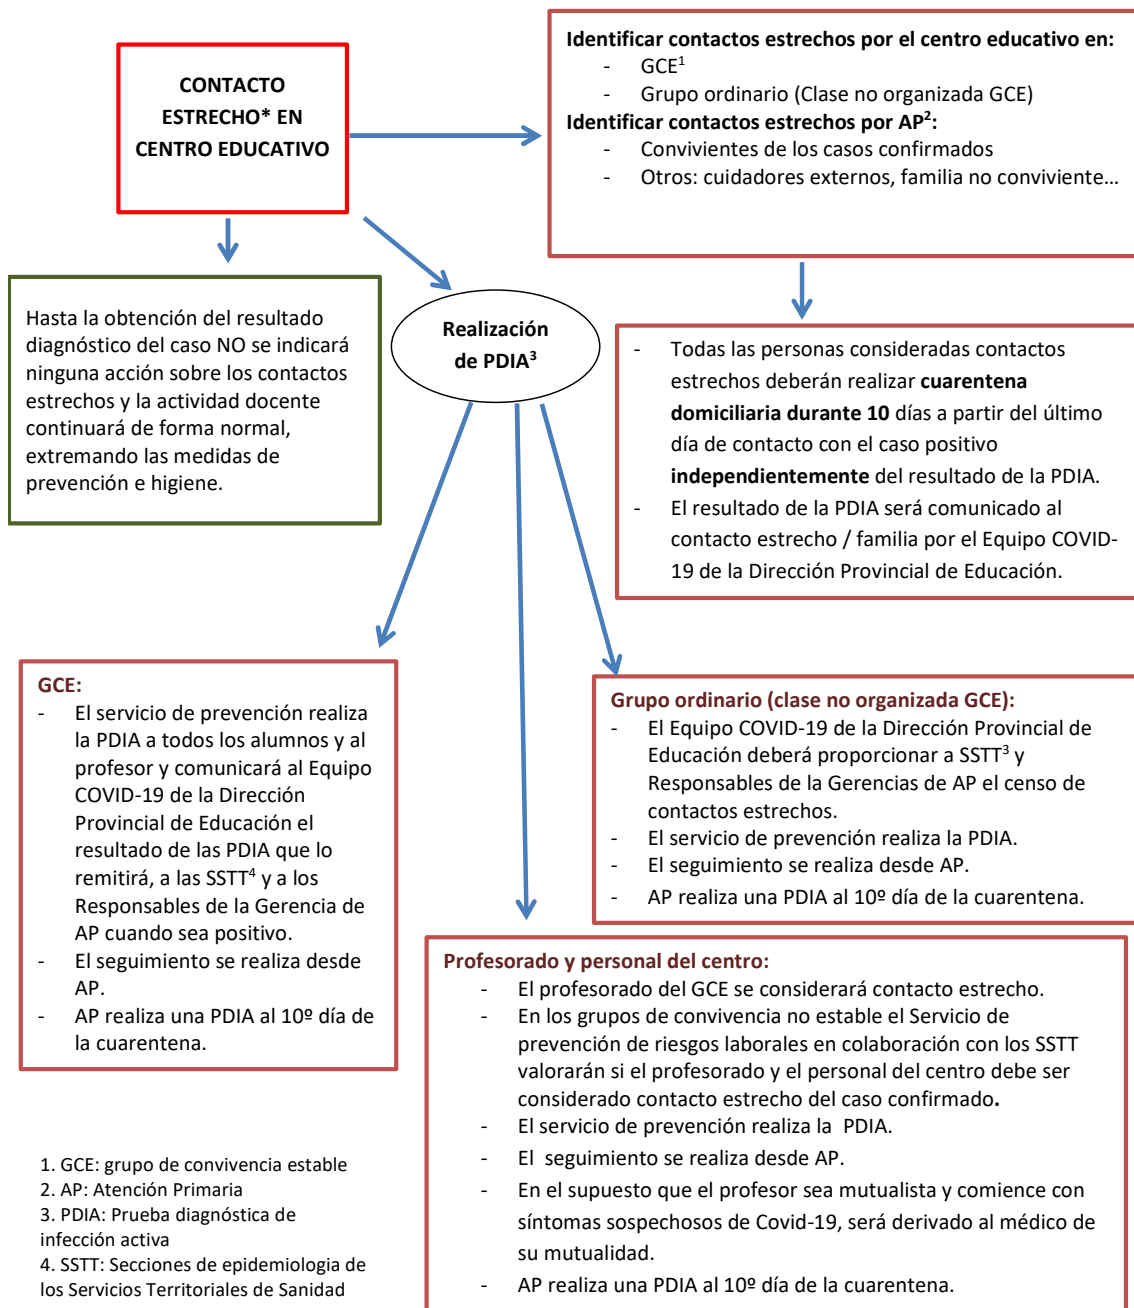 CONTACTO
ESTRECHO* EN
CENTRO EDUCATIVO
Identificar contactos estrechos por el centro educativo en:
- GCE¹
- Grupo ordinario (Clase no organizada GCE)
Identificar contactos estrechos por AP²:
- Convivientes de los casos confirmados
- Otros: cuidadores externos, familia no conviviente…
Hasta la obtención del resultado
diagnóstico del caso NO se indicará
ninguna acción sobre los contactos
estrechos y la actividad docente
continuará de forma normal,
extremando las medidas de
prevención e higiene.
Realización
de PDIA³
- Todas las personas consideradas contactos
estrechos deberán realizar cuarentena
domiciliaria durante 10 días a partir del último
día de contacto con el caso positivo
independientemente del resultado de la PDIA.
- El resultado de la PDIA será comunicado al
contacto estrecho / familia por el Equipo COVID-
19 de la Dirección Provincial de Educación.
GCE:
- El servicio de prevención realiza
la PDIA a todos los alumnos y al
profesor y comunicará al Equipo
COVID-19 de la Dirección
Provincial de Educación el
resultado de las PDIA que lo
remitirá, a las SSTT⁴ y a los
Responsables de la Gerencia de
AP cuando sea positivo.
- El seguimiento se realiza desde
AP.
- AP realiza una PDIA al 10º día de
la cuarentena.
Grupo ordinario (clase no organizada GCE):
- El Equipo COVID-19 de la Dirección Provincial de
Educación deberá proporcionar a SSTT³ y
Responsables de la Gerencias de AP el censo de
contactos estrechos.
- El servicio de prevención realiza la PDIA.
- El seguimiento se realiza desde AP.
- AP realiza una PDIA al 10º día de la cuarentena.
Profesorado y personal del centro:
- El profesorado del GCE se considerará contacto estrecho.
- En los grupos de convivencia no estable el Servicio de
prevención de riesgos laborales en colaboración con los SSTT
valorarán si el profesorado y el personal del centro debe ser
considerado contacto estrecho del caso confirmado.
- El servicio de prevención realiza la PDIA.
- El seguimiento se realiza desde AP.
- En el supuesto que el profesor sea mutualista y comience con
síntomas sospechosos de Covid-19, será derivado al médico de
su mutualidad.
- AP realiza una PDIA al 10º día de la cuarentena.
1. GCE: grupo de convivencia estable
2. AP: Atención Primaria
3. PDIA: Prueba diagnóstica de
infección activa
4. SSTT: Secciones de epidemiologia de
los Servicios Territoriales de Sanidad